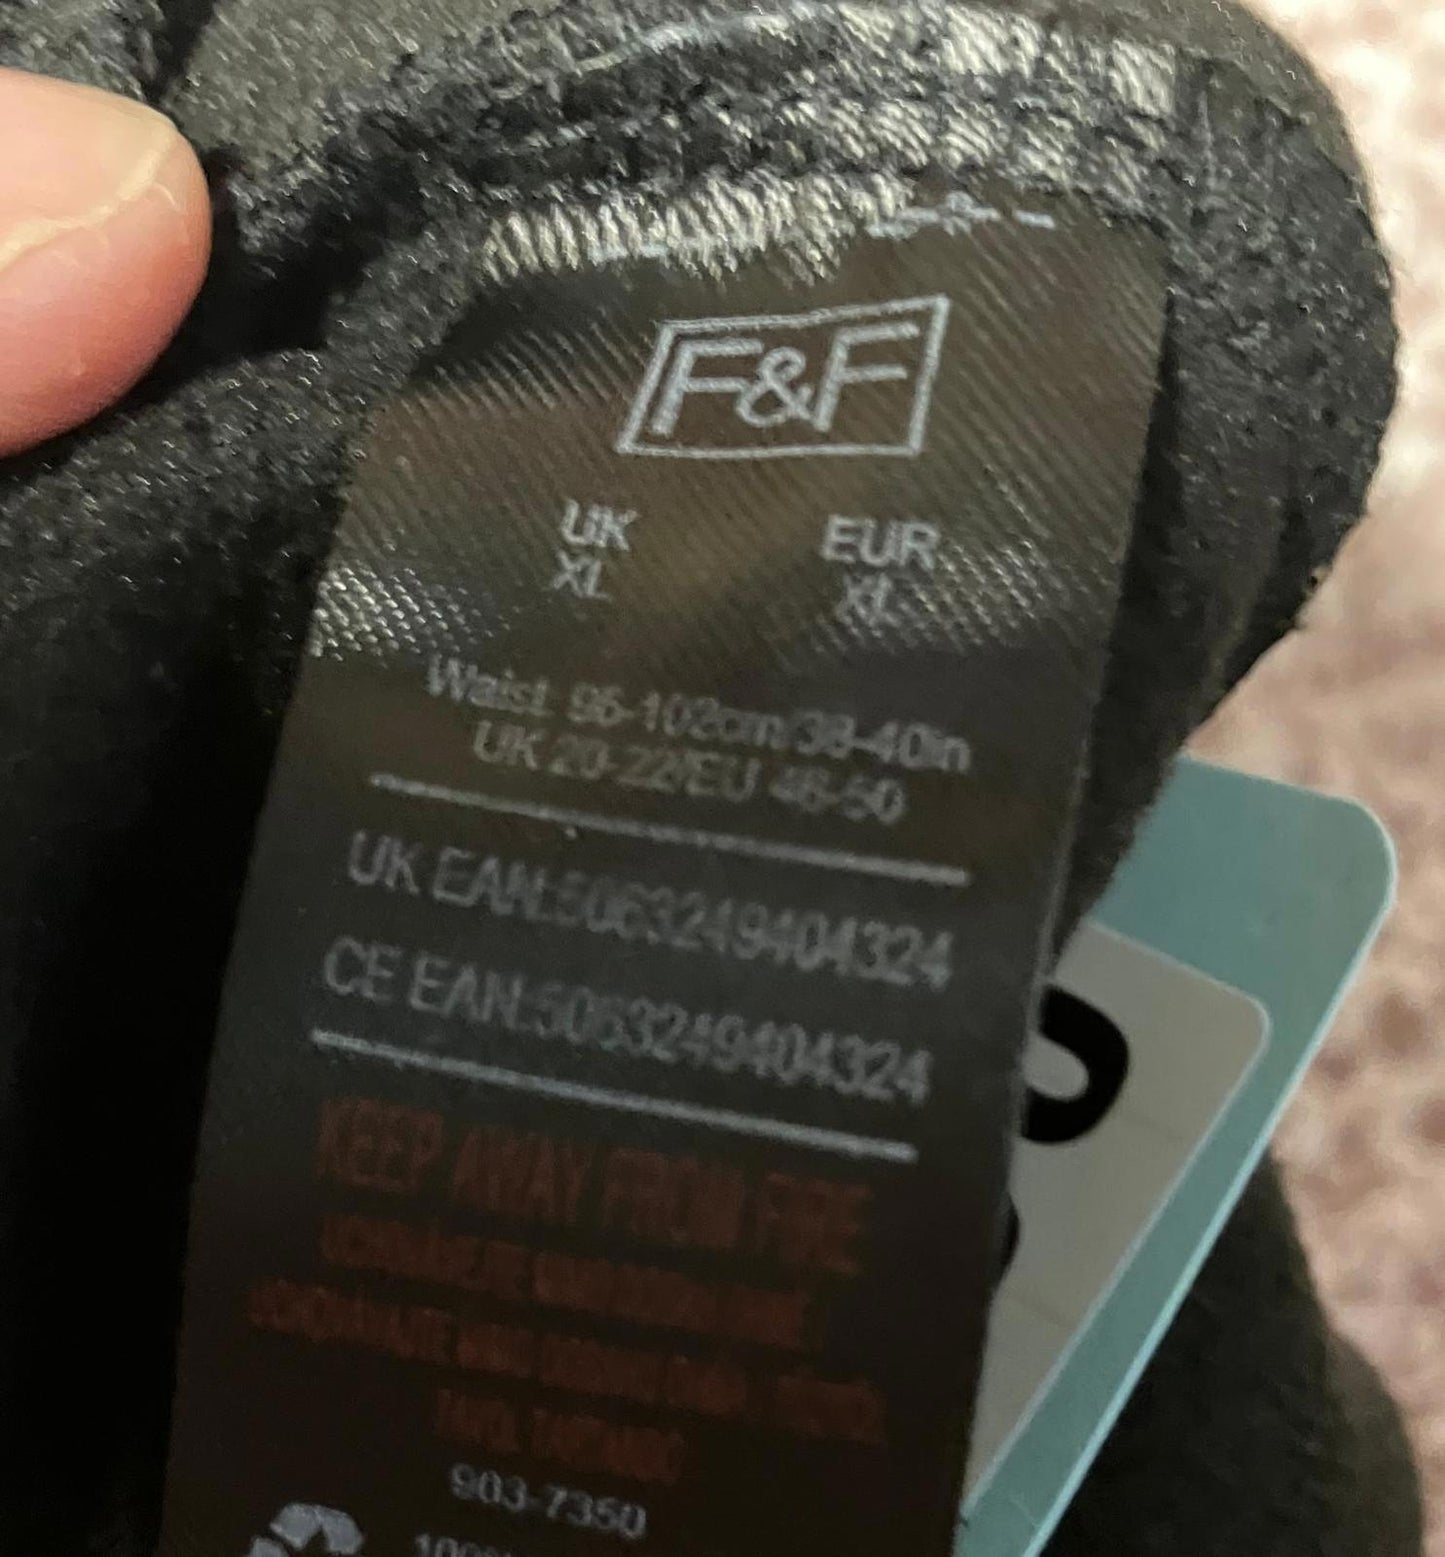 F&F
UK EUR
XL XL
Waist 96-102cm/38-40in
UK 20-22/EU 48-50
UK EAN:5063249404324
CE EAN:5063249404324
KEEP AWAY FROM FIRE
903-7350